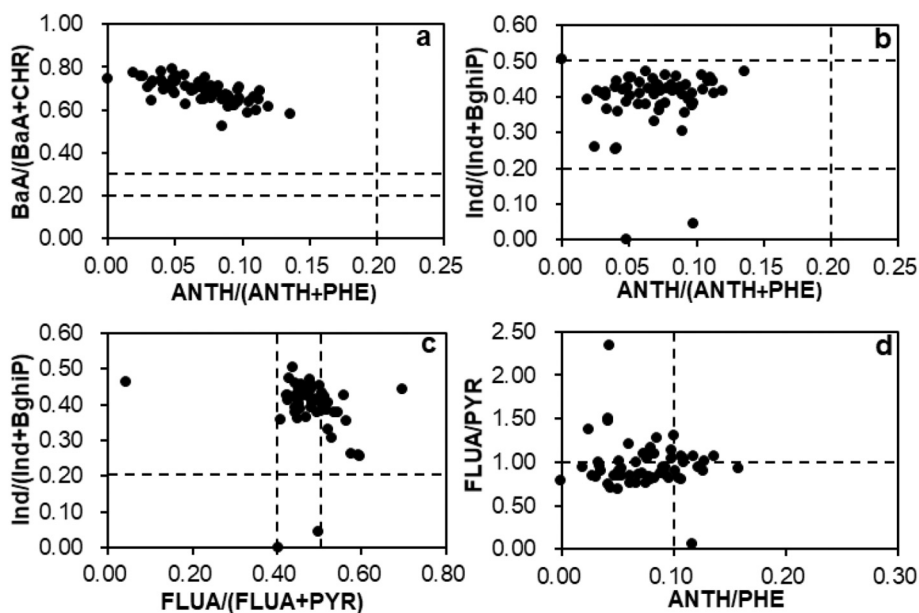 a
BaA/(BaA+CHR)
1.00
0.80
0.60
0.40
0.20
0.00
0.00 0.05 0.10 0.15 0.20 0.25
ANTH/(ANTH+PHE)
b
Ind/(Ind+BghiP)
0.60
0.50
0.40
0.30
0.20
0.10
0.00
0.00 0.05 0.10 0.15 0.20 0.25
ANTH/(ANTH+PHE)
c
Ind/(Ind+BghiP)
0.60
0.50
0.40
0.30
0.20
0.10
0.00
0.00 0.20 0.40 0.60 0.80
FLUA/(FLUA+PYR)
d
FLUA/PYR
2.50
2.00
1.50
1.00
0.50
0.00
0.00 0.10 0.20 0.30
ANTH/PHE